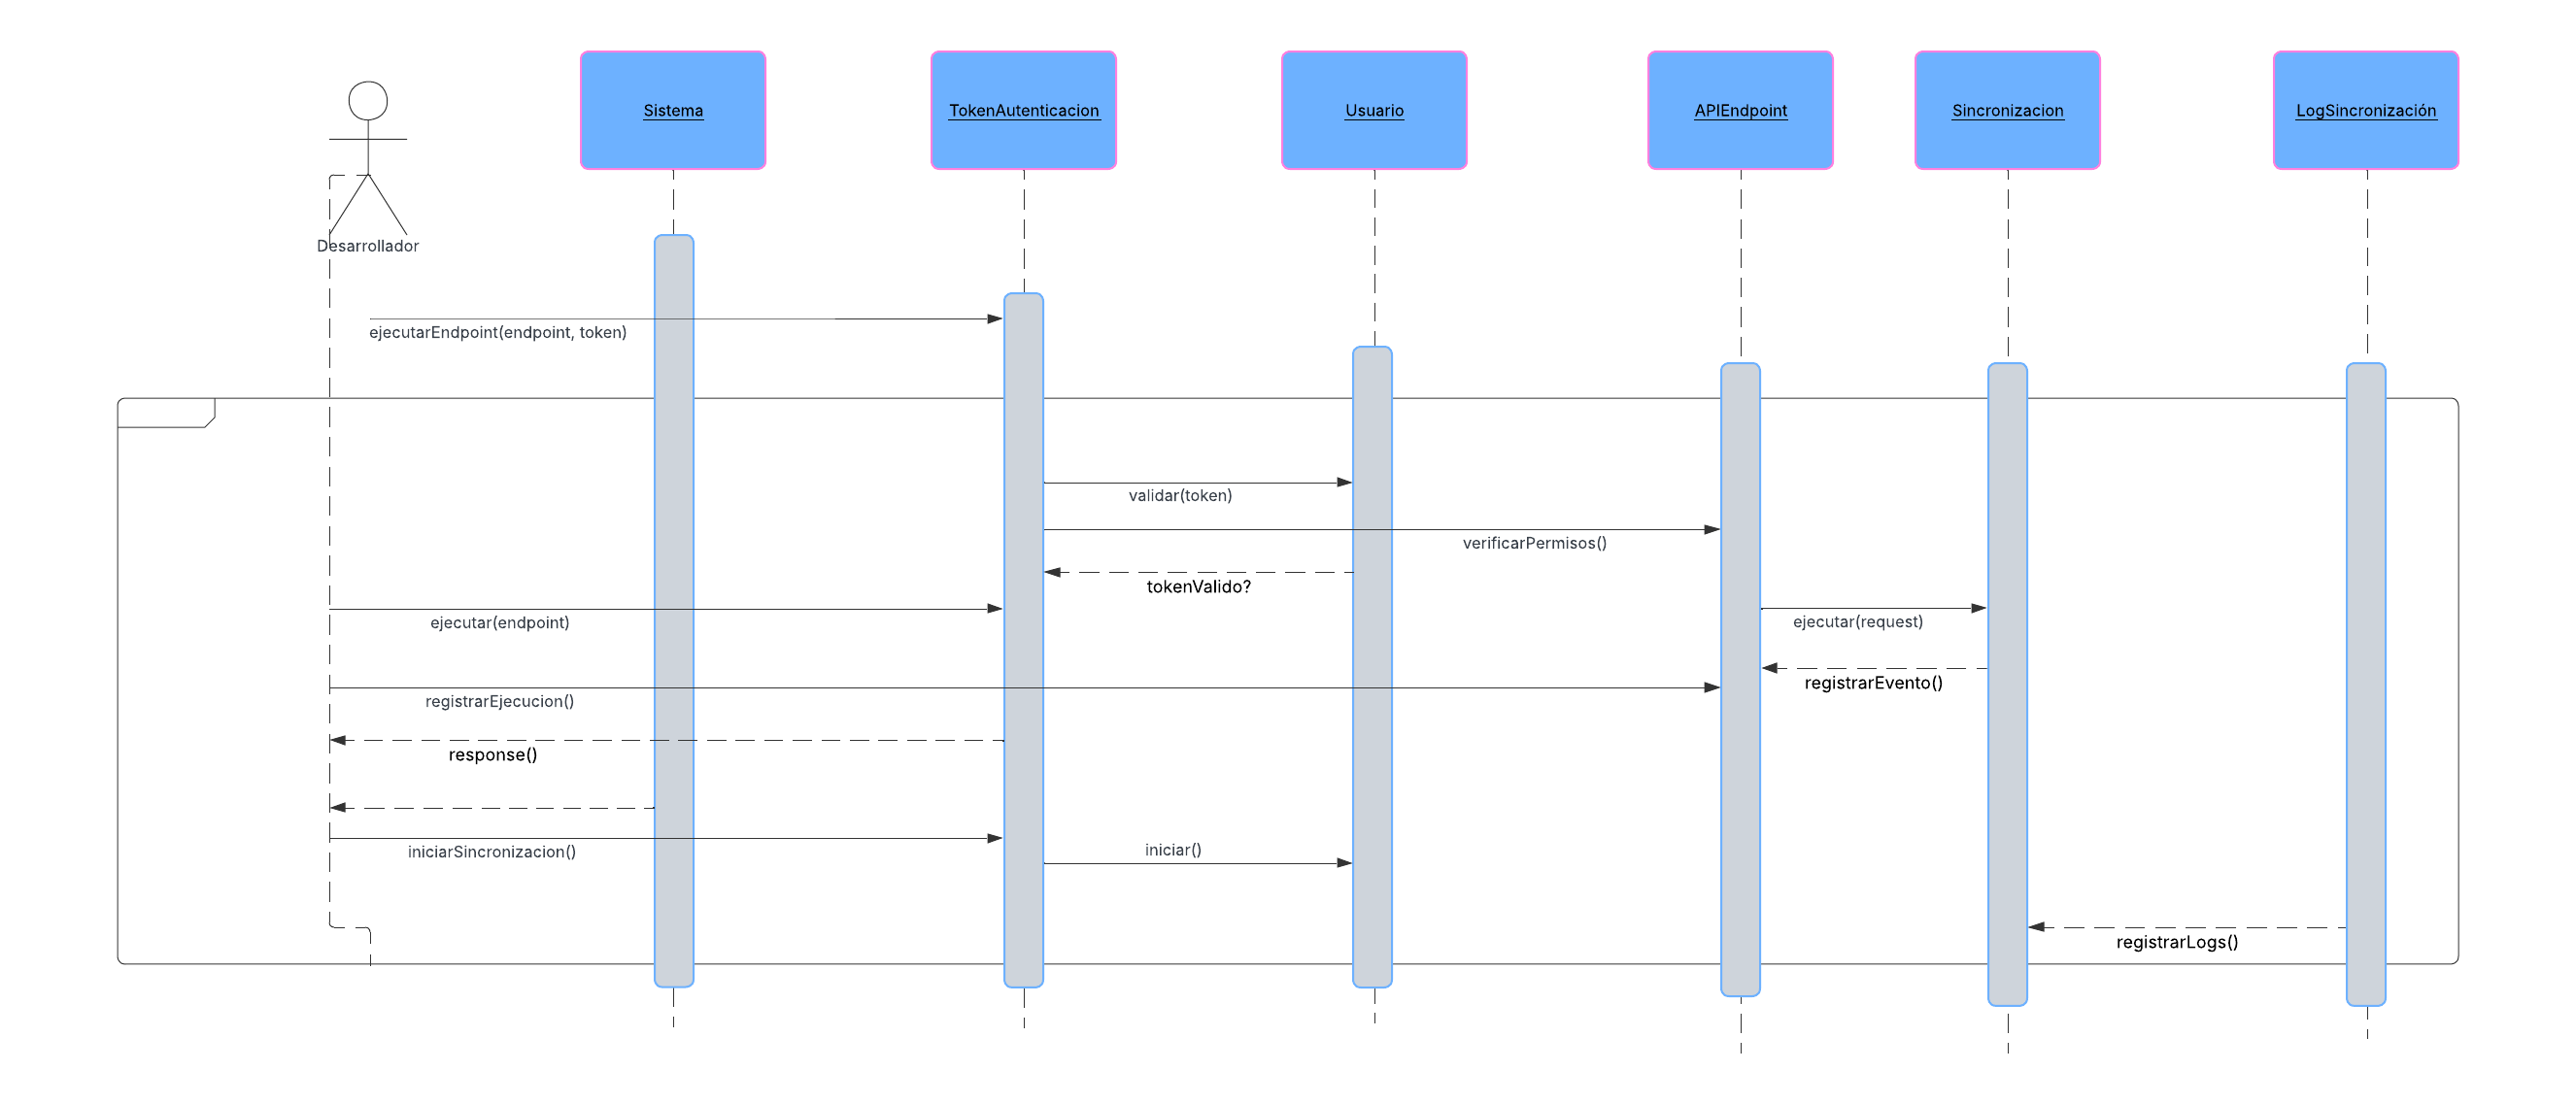 Sistema
TokenAutenticacion
Usuario
APIEndpoint
Sincronizacion
LogSincronización
Desarrollador
ejecutarEndpoint(endpoint, token)
validar(token)
verificarPermisos()
tokenValido?
ejecutar(endpoint)
ejecutar(request)
registrarEvento()
registrarEjecucion()
response()
iniciarSincronizacion()
iniciar()
registrarLogs()